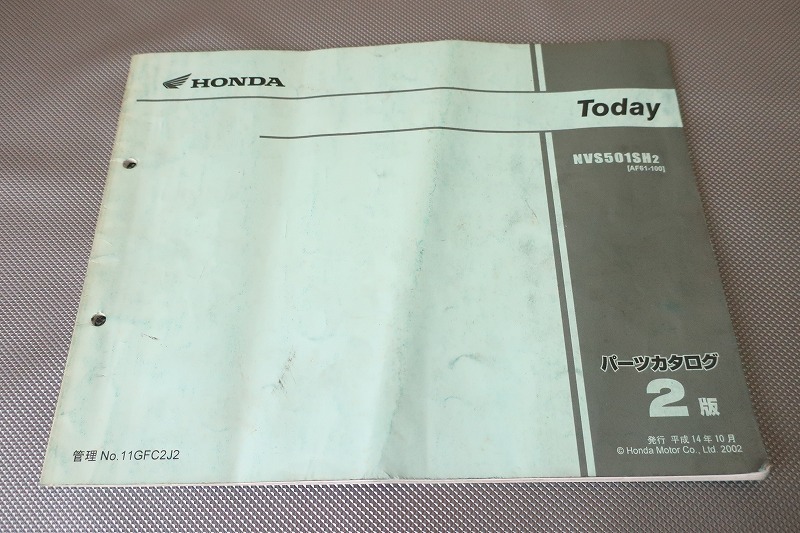 HONDA
Today
NVS501SH2
[AF61-100]
パーツカタログ
2版
発行 平成14年10月
© Honda Motor Co., Ltd. 2002
管理 No.11GFC2J2